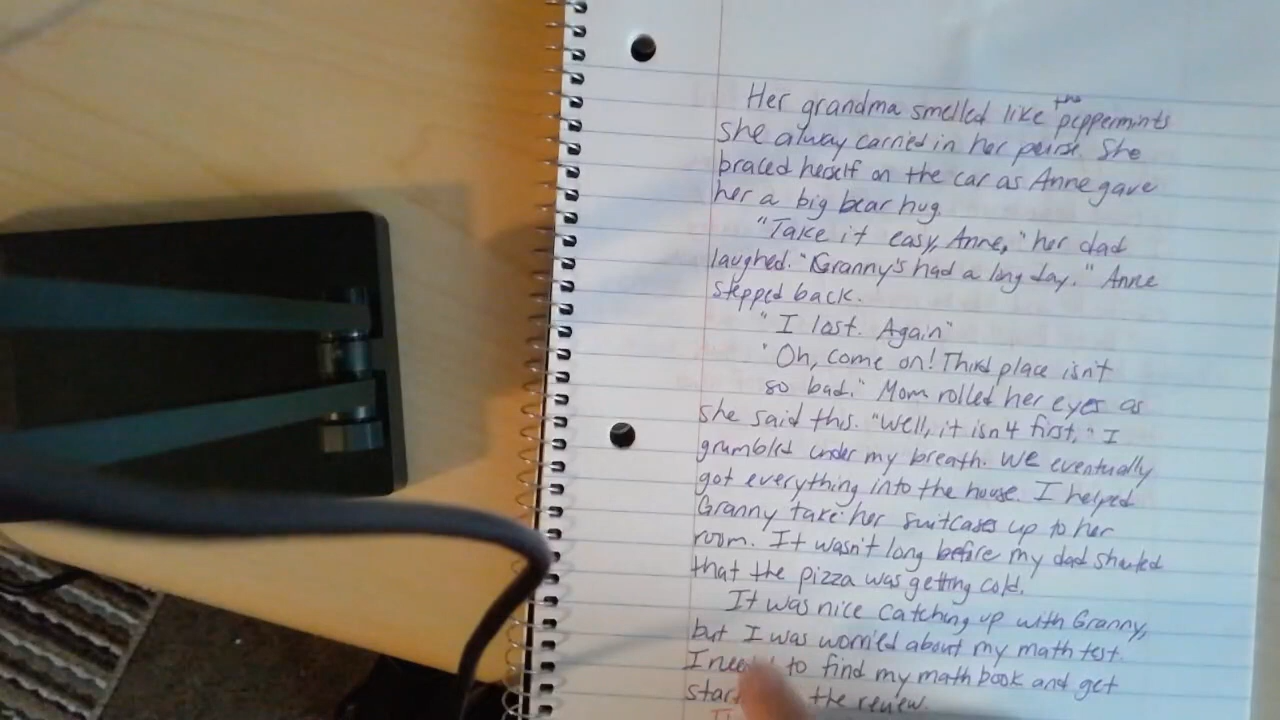 Her grandma smelled like the peppermints
she alway carried in her purse. She
braced herself on the car as Anne gave
her a big bear hug.
"Take it easy, Anne," her dad
laughed. "Granny's had a long day." Anne
stepped back.
"I lost. Again"
"Oh, come on! Third place isn't
so bad." Mom rolled her eyes as
she said this. "Well, it isn't first," I
grumbled under my breath. We eventually
got everything into the house. I helped
Granny take her suitcases up to her
room. It wasn't long before my dad shouted
that the pizza was getting cold.
It was nice catching up with Granny,
but I was worried about my math test.
I to find my math book and get
the review.